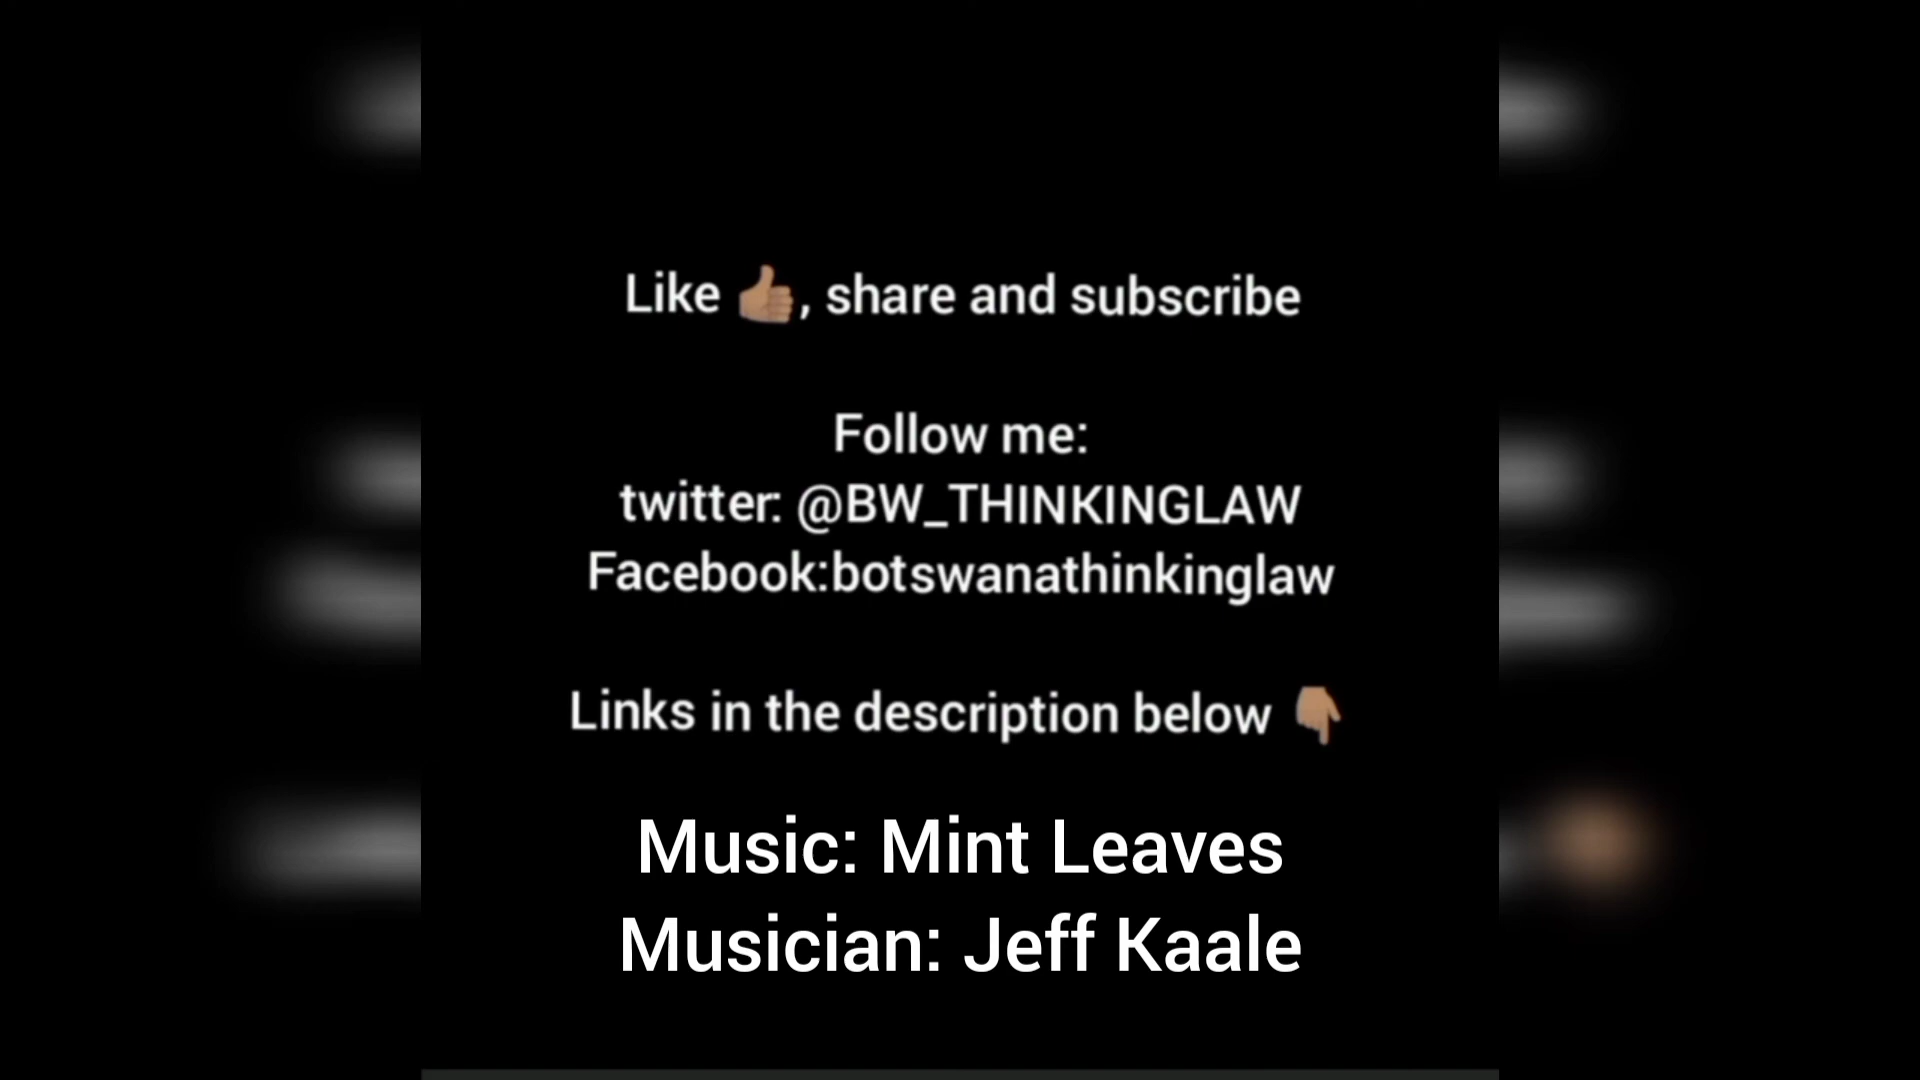 Like 👍🏽, share and subscribe
Follow me:
twitter: @BW_THINKINGLAW
Facebook:botswanathinkinglaw
Links in the description below 👇🏽
Music: Mint Leaves
Musician: Jeff Kaale